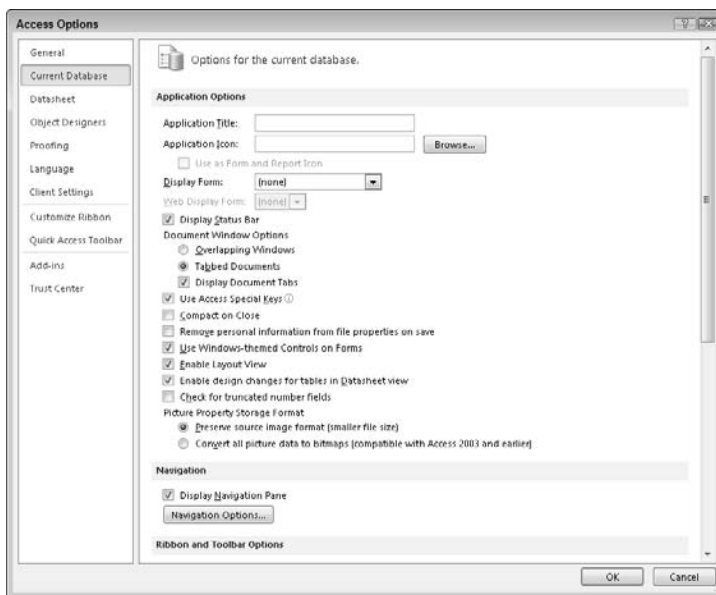 Access Options
General
Current Database
Datasheet
Object Designers
Proofing
Language
Client Settings
Customize Ribbon
Quick Access Toolbar
Add-ins
Trust Center
Options for the current database.
Application Options
Application Title:
Application Icon:
Browse...
Use as Form and Report Icon
Display Form: (none)
Web Display Form: (none)
Display Status Bar
Document Window Options
Overlapping Windows
Tabbed Documents
Display Document Tabs
Use Access Special Keys
Compact on Close
Remove personal information from file properties on save
Use Windows-themed Controls on Forms
Enable Layout View
Enable design changes for tables in Datasheet view
Check for truncated number fields
Picture Property Storage Format
Preserve source image format (smaller file size)
Convert all picture data to bitmaps (compatible with Access 2003 and earlier)
Navigation
Display Navigation Pane
Navigation Options...
Ribbon and Toolbar Options
OK Cancel